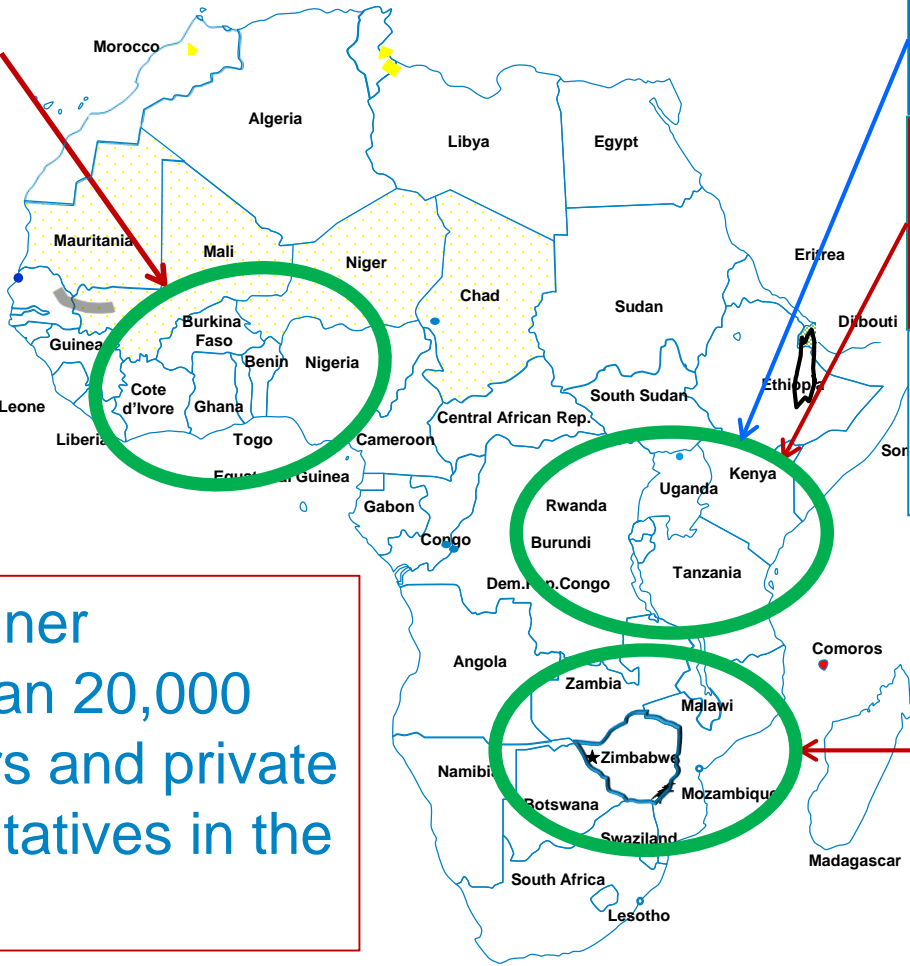 Morocco
Algeria
Libya
Egypt
Mauritania
Mali
Niger
Chad
Sudan
Eritrea
Djibouti
Guinea
Burkina
Faso
Benin
Nigeria
Ethiopia
Leone
Cote
d'Ivore
Ghana
South Sudan
Central African Rep.
Liberia
Togo
Cameroon
Son
Equatorial Guinea
Kenya
Uganda
Gabon
Rwanda
Congo
Burundi
Tanzania
Dem.Rep.Congo
ner
an 20,000
rs and private
tatives in the
Angola
Comoros
Zambia
Malawi
Zimbabwe
Namibia
Mozambique
Botswana
Swaziland
Madagascar
South Africa
Lesotho